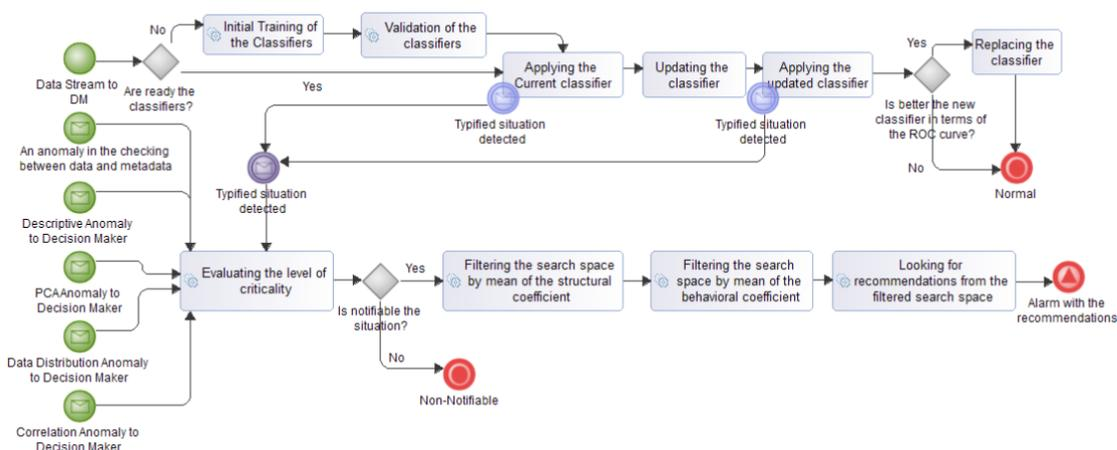 No
Initial Training of
the Classifiers
Validation of the
classifiers
Data Stream to
DM
Are ready the
classifiers?
Yes
Applying the
Current classifier
Updating the
classifier
Applying the
updated classifier
Yes
Replacing the
classifier
Typified situation
detected
Typified situation
detected
Is better the new
classifier in terms of
the ROC curve?
No
Normal
An anomaly in the checking
between data and metadata
Typified situation
detected
Descriptive Anomaly
to Decision Maker
Evaluating the level of
criticality
Yes
Is notifiable the
situation?
Filtering the search space
by mean of the structural
coefficient
Filtering the search
space by mean of the
behavioral coefficient
Looking for
recommendations from the
filtered search space
Alarm with the
recommendations
PCAAnomaly to
Decision Maker
No
Non-Notifiable
Data Distribution Anomaly
to Decision Maker
Correlation Anomaly to
Decision Maker